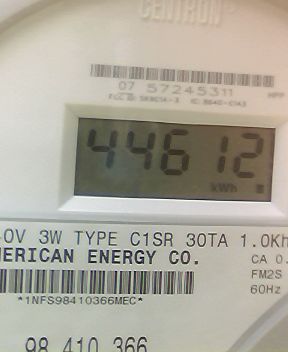 CENTRON
07 57245311
44612
kWh
3W TYPE C1SR 30TA 1.0Kh
ERICAN ENERGY CO.
CA 0.
FM2S
60Hz
*1NFS98410366MEC*
98 410 366